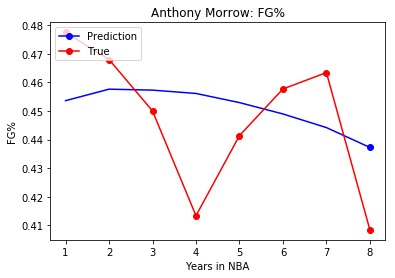 Anthony Morrow: FG%
Prediction
True
FG%
0.48
0.47
0.46
0.45
0.44
0.43
0.42
0.41
1 2 3 4 5 6 7 8
Years in NBA